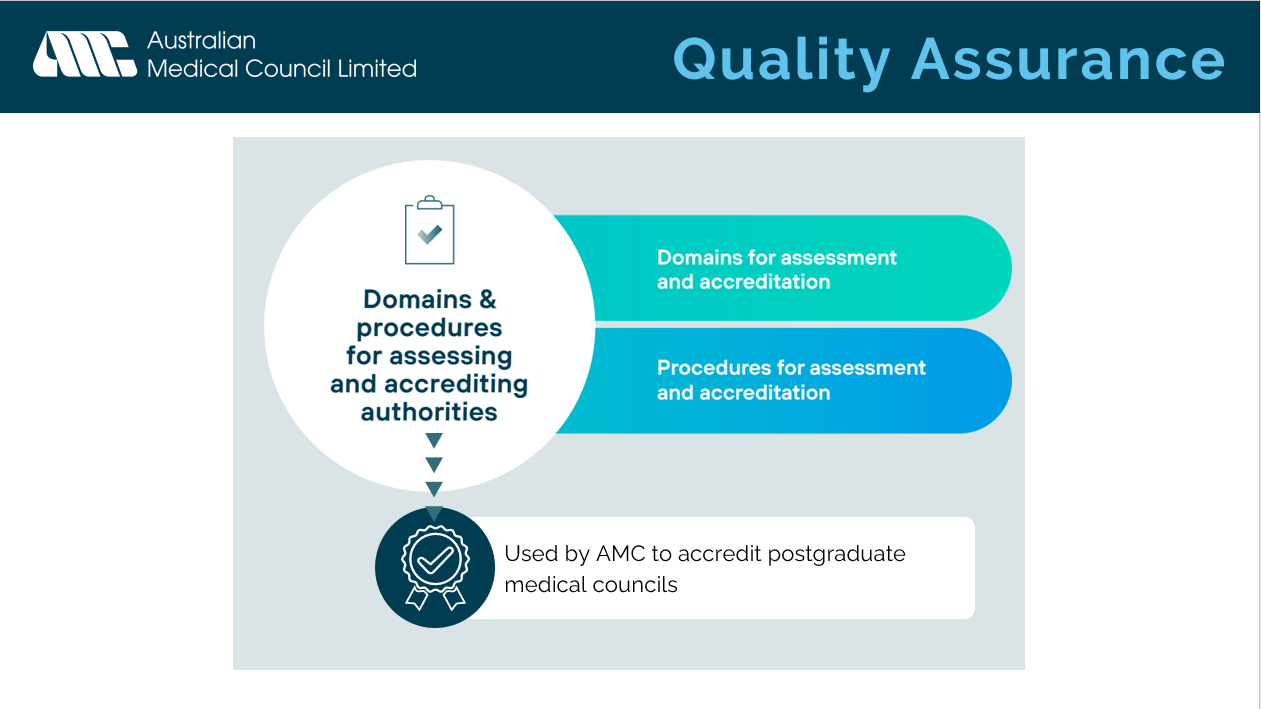 Australian
Medical Council Limited
Quality Assurance
Domains &
procedures
for assessing
and accrediting
authorities
Domains for assessment
and accreditation
Procedures for assessment
and accreditation
Used by AMC to accredit postgraduate
medical councils